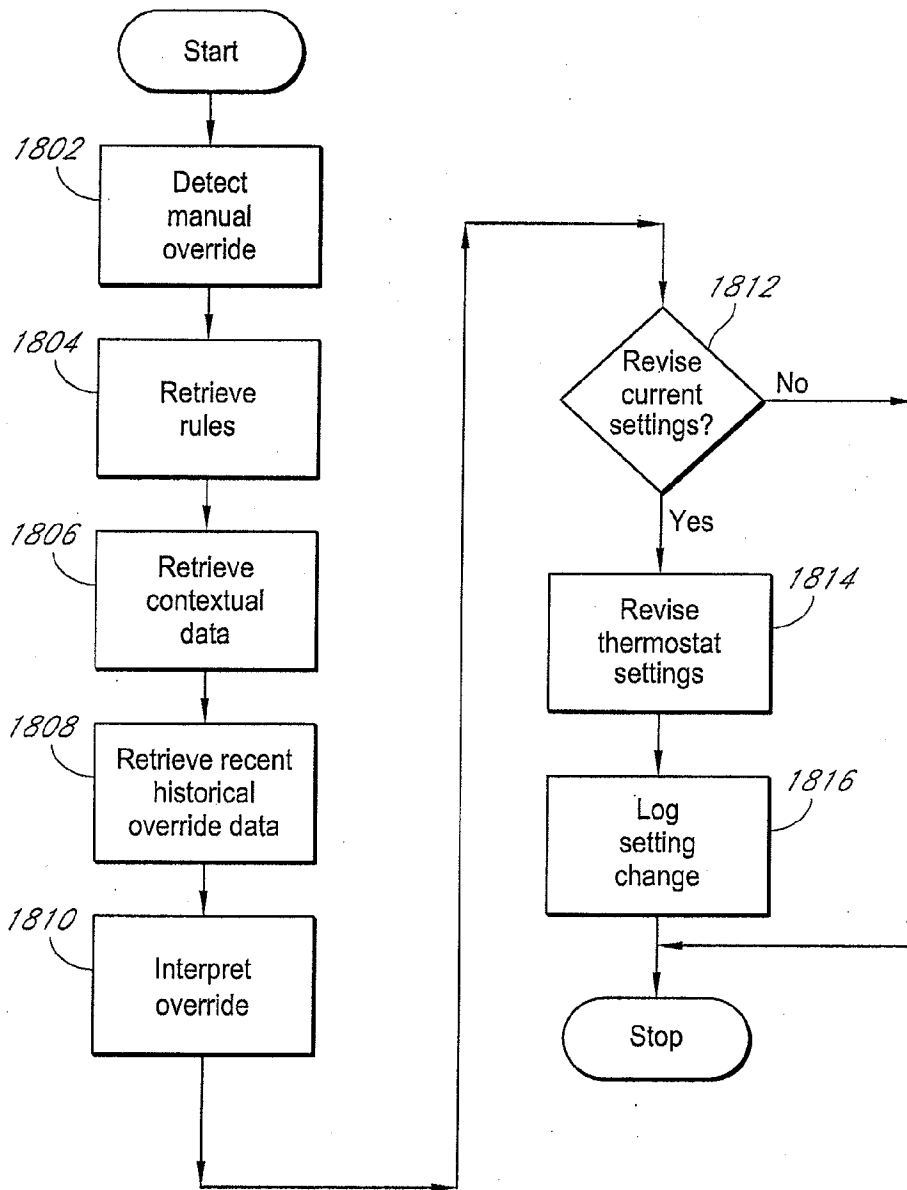 Start
1802
Detect
manual
override
1804
Retrieve
rules
1806
Retrieve
contextual
data
1808
Retrieve recent
historical
override data
1810
Interpret
override
1812
Revise
current
settings?
No
Yes
1814
Revise
thermostat
settings
1816
Log
setting
change
Stop